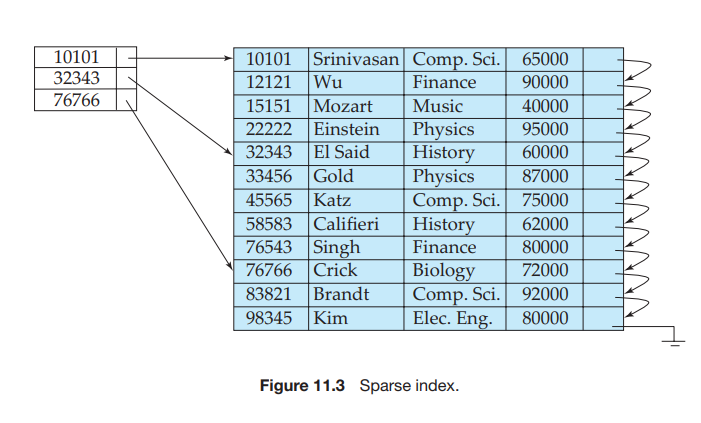 10101
32343
76766
10101 Srinivasan Comp. Sci. 65000
12121 Wu Finance 90000
15151 Mozart Music 40000
22222 Einstein Physics 95000
32343 El Said History 60000
33456 Gold Physics 87000
45565 Katz Comp. Sci. 75000
58583 Califieri History 62000
76543 Singh Finance 80000
76766 Crick Biology 72000
83821 Brandt Comp. Sci. 92000
98345 Kim Elec. Eng. 80000
Figure 11.3 Sparse index.